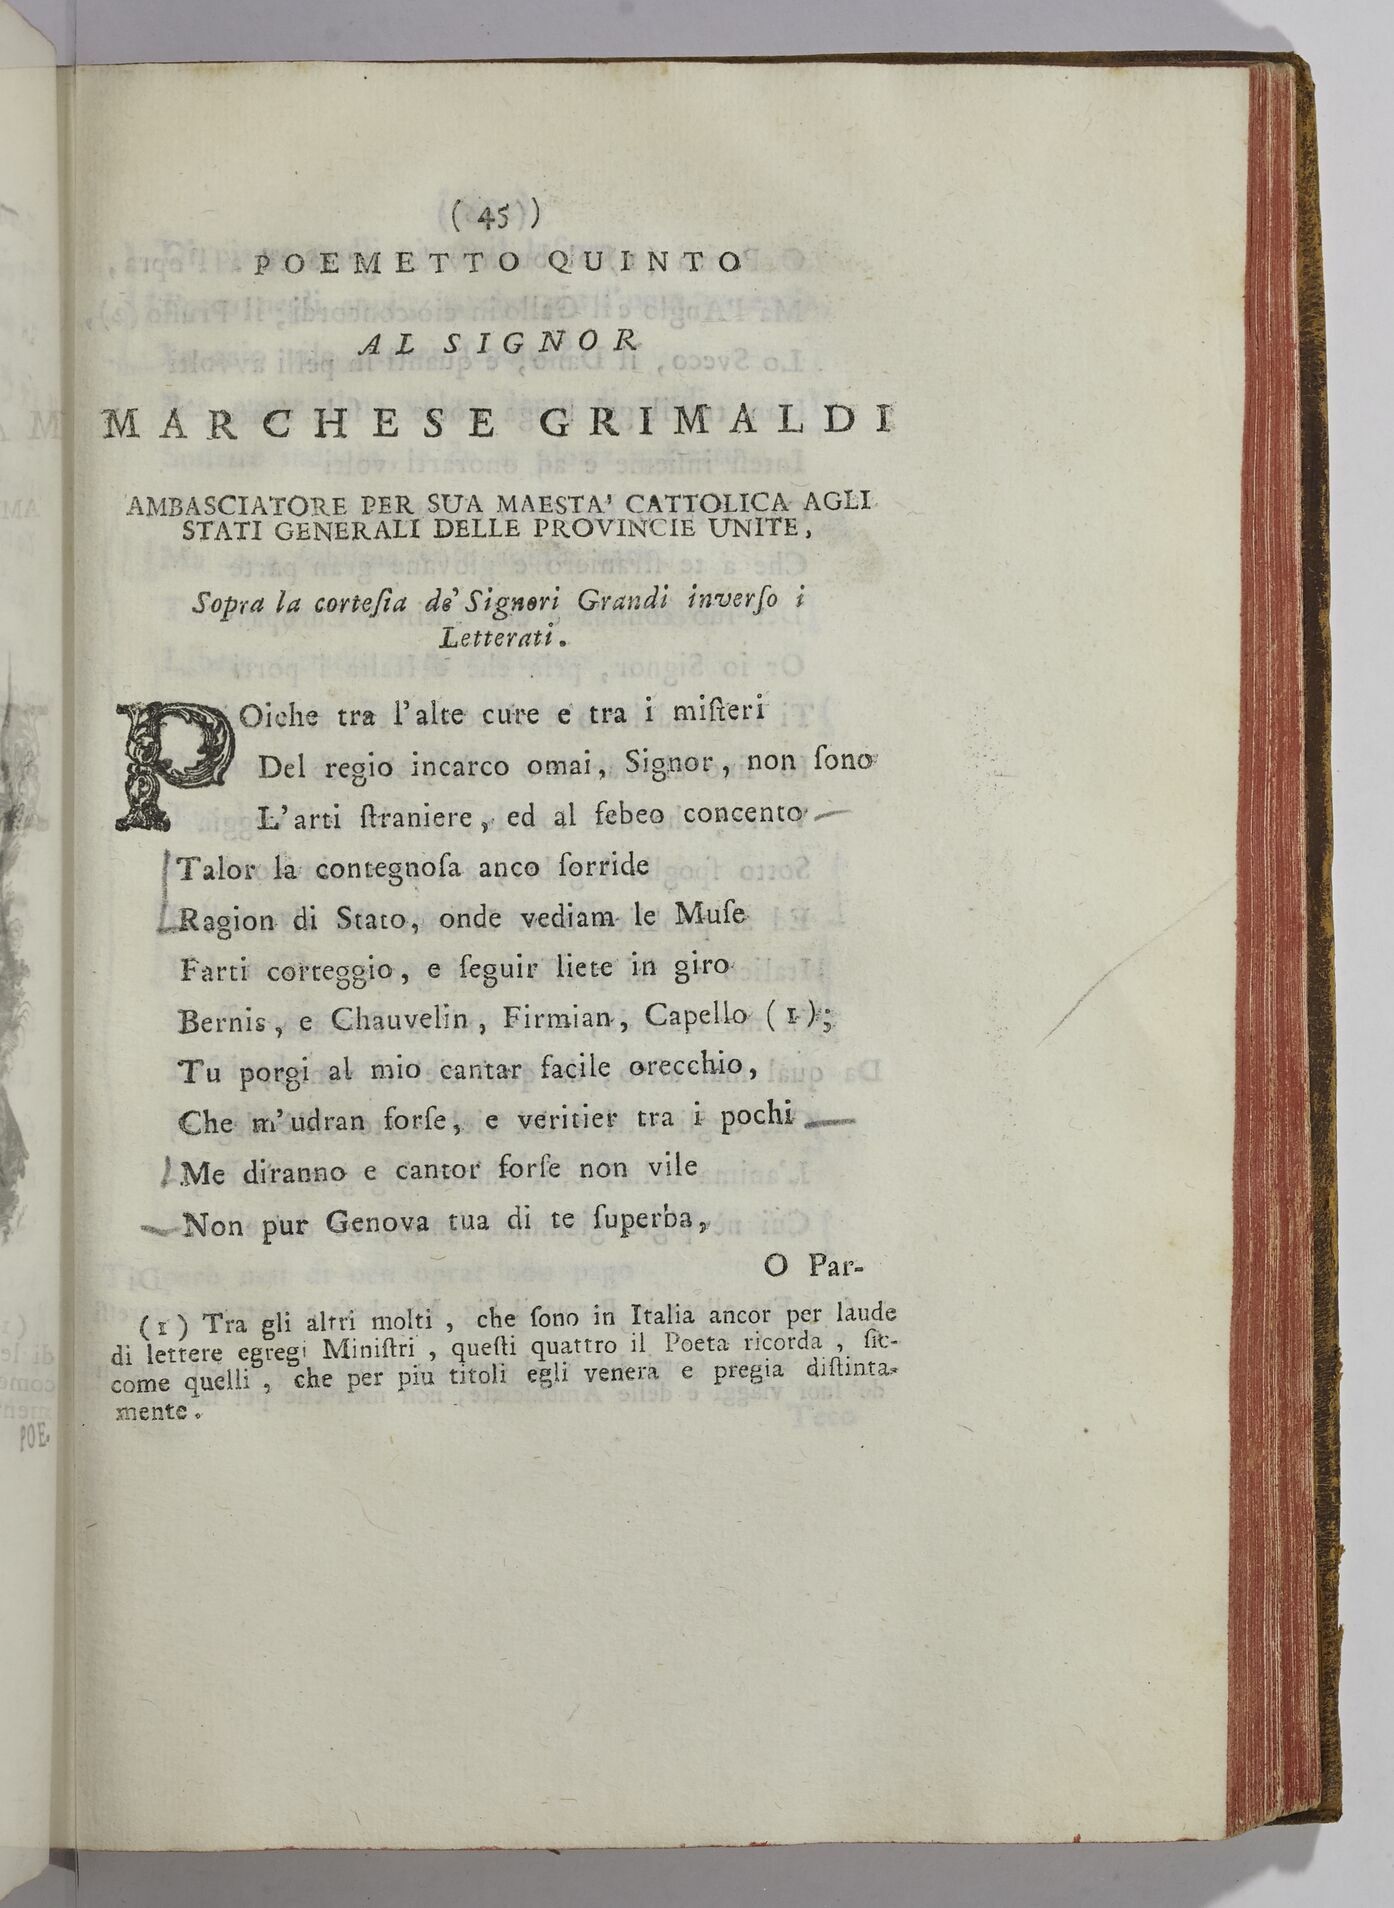 ( 45 )
POEMETTO QUINTO
AL SIGNOR
MARCHESE GRIMALDI
AMBASCIATORE PER SUA MAESTA' CATTOLICA AGLI
STATI GENERALI DELLE PROVINCIE UNITE,
Sopra la corteſia de' Signori Grandi inverſo i
Letterati.
POiche tra l'alte cure e tra i miſteri
Del regio incarco omai, Signor, non ſono
L'arti ſtraniere, ed al febeo concento
Talor la contegnoſa anco ſorride
Ragion di Stato, onde vediam le Muſe
Farti corteggio, e ſeguir liete in giro
Bernis, e Chauvelin, Firmian, Capello (1);
Tu porgi al mio cantar facile orecchio,
Che m'udran forſe, e veritier tra i pochi
Me diranno e cantor forſe non vile
Non pur Genova tua di te ſuperba,
O Par-
(1) Tra gli altri molti, che ſono in Italia ancor per laude
di lettere egregj Miniſtri, queſti quattro il Poeta ricorda, ſic-
come quelli, che per piu titoli egli venera e pregia diſtinta-
mente.
POE-